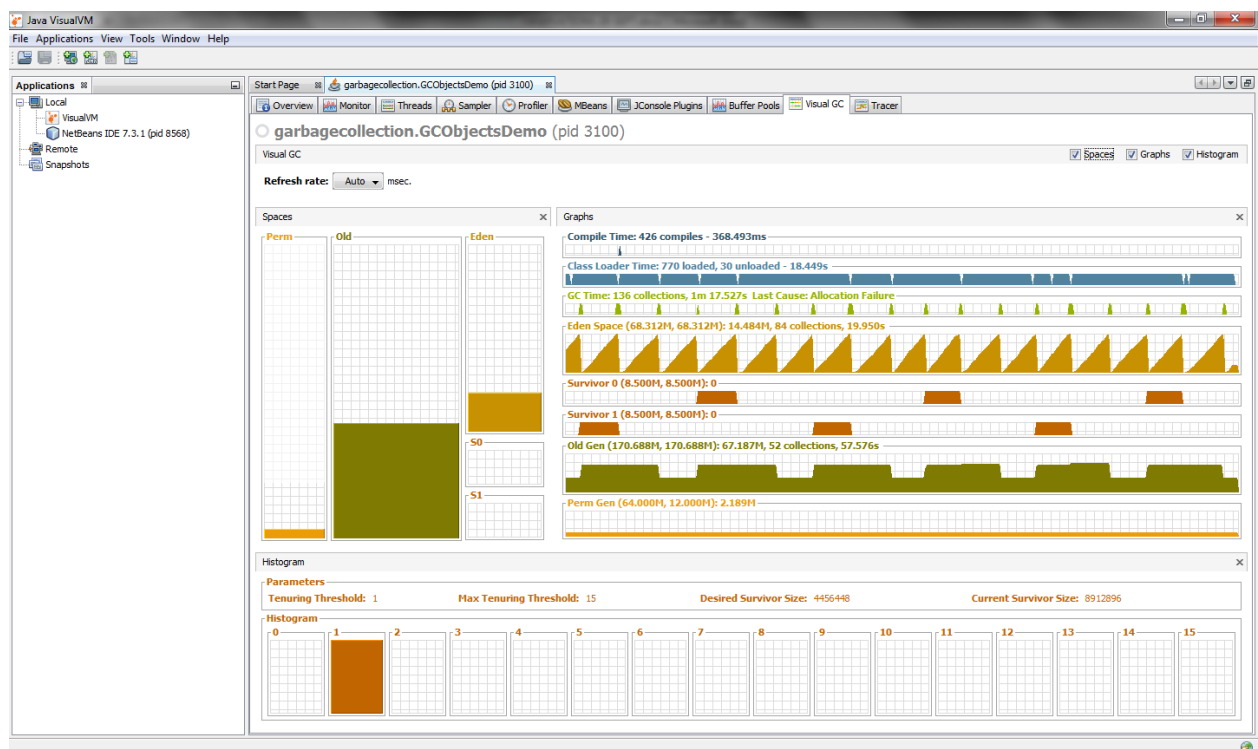 Java VisualVM
File Applications View Tools Window Help
Applications
Local
VisualVM
NetBeans IDE 7.3.1 (pid 8568)
Remote
Snapshots
Start Page garbagecollection.GCObjectsDemo (pid 3100)
Overview Monitor Threads Sampler Profiler MBeans JConsole Plugins Buffer Pools Visual GC Tracer
garbagecollection.GCObjectsDemo (pid 3100)
Visual GC Spaces Graphs Histogram
Refresh rate: Auto msec.
Spaces
Perm Old Eden
S0
S1
Graphs
Compile Time: 426 compiles - 368.493ms
Class Loader Time: 770 loaded, 30 unloaded - 18.449s
GC Time: 136 collections, 1m 17.527s Last Cause: Allocation Failure
Eden Space (68.312M, 68.312M): 14.484M, 84 collections, 19.950s
Survivor 0 (8.500M, 8.500M): 0
Survivor 1 (8.500M, 8.500M): 0
Old Gen (170.688M, 170.688M): 67.187M, 52 collections, 57.576s
Perm Gen (64.000M, 12.000M): 2.189M
Histogram
Parameters
Tenuring Threshold: 1 Max Tenuring Threshold: 15 Desired Survivor Size: 4456448 Current Survivor Size: 8912896
Histogram
0 1 2 3 4 5 6 7 8 9 10 11 12 13 14 15